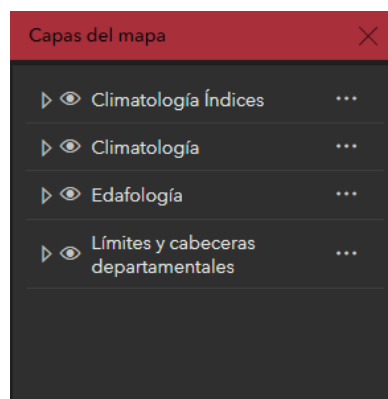 Capas del mapa
Climatología Índices
Climatología
Edafología
Límites y cabeceras
departamentales